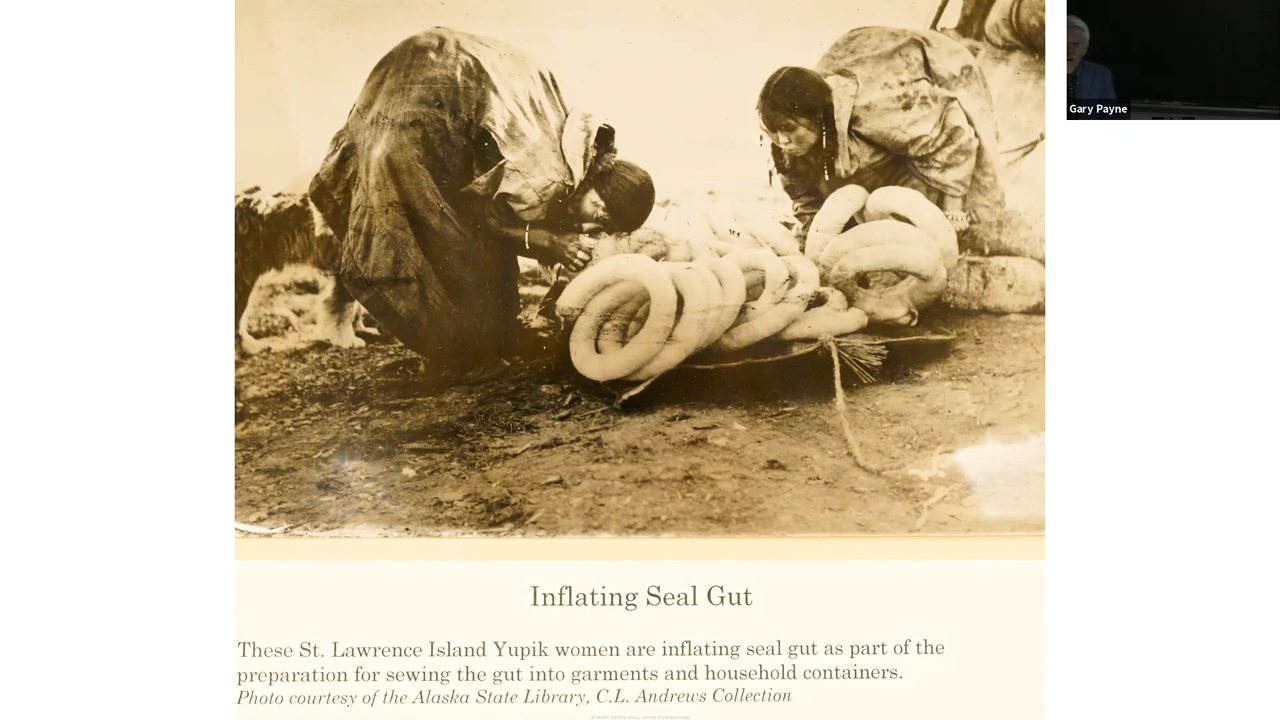 Gary Payne
Inflating Seal Gut
These St. Lawrence Island Yupik women are inflating seal gut as part of the
preparation for sewing the gut into garments and household containers.
Photo courtesy of the Alaska State Library, C.L. Andrews Collection